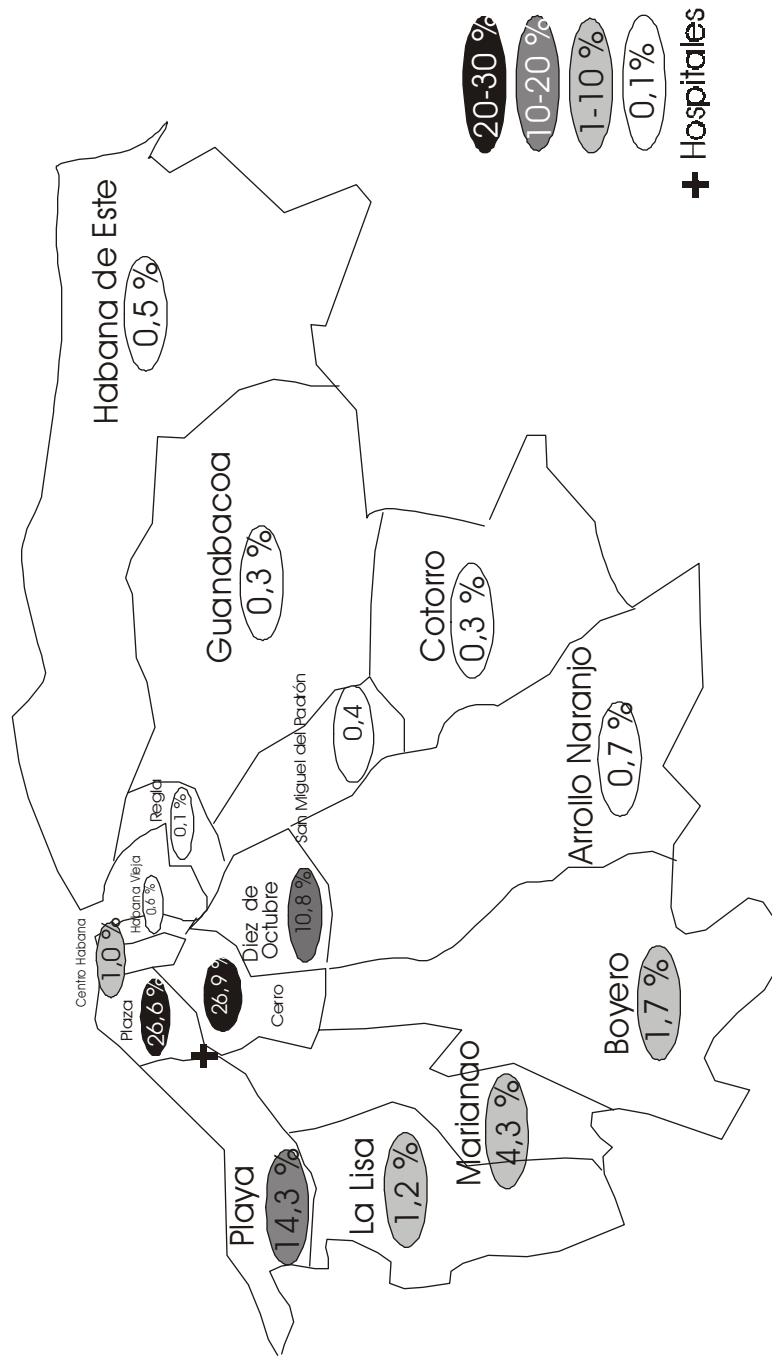 Habana de Este
0,5 %
Guanabacoa
0,3 %
Cotorro
0,3 %
San Miguel del Padrón
0,4
Regla
0,1 %
Habana Vieja
0,6 %
Centro Habana
1,0 %
Plaza
26,6 %
Cerro
26,9 %
Diez de
Octubre
10,8 %
Arrollo Naranjo
0,7 %
Boyero
1,7 %
Marianao
4,3 %
La Lisa
1,2 %
Playa
14,3 %
20-30 %
10-20 %
1-10 %
0,1%
Hospitales